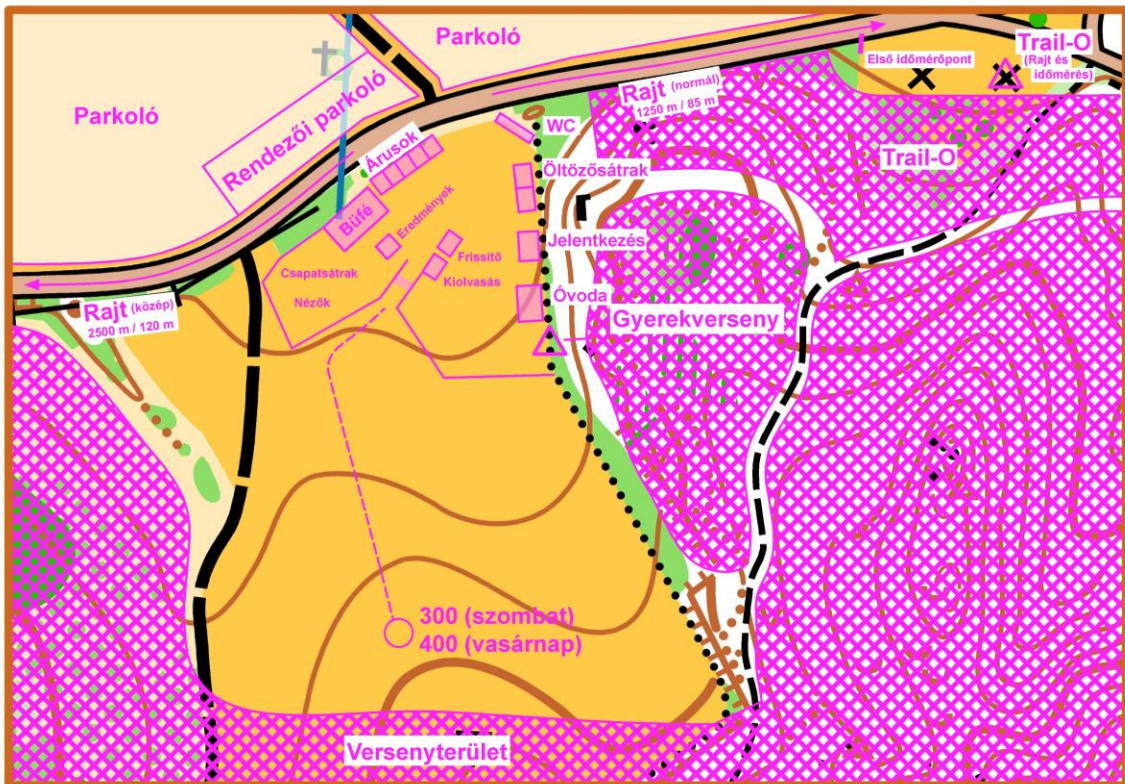 Parkoló
Trail-O
(Rajt és
időmérés)
Első időmérőpont
Parkoló
Rendezői parkoló
Rajt (normál)
1250 m / 85 m
WC
Árusok
Trail-O
Öltözősátrak
Büfé
Eredmények
Jelentkezés
Frissítő
Csapatsátrak
Kiolvasás
Nézők
Óvoda
Rajt (közép)
2500 m / 120 m
Gyerekverseny
300 (szombat)
400 (vasárnap)
Versenyterület